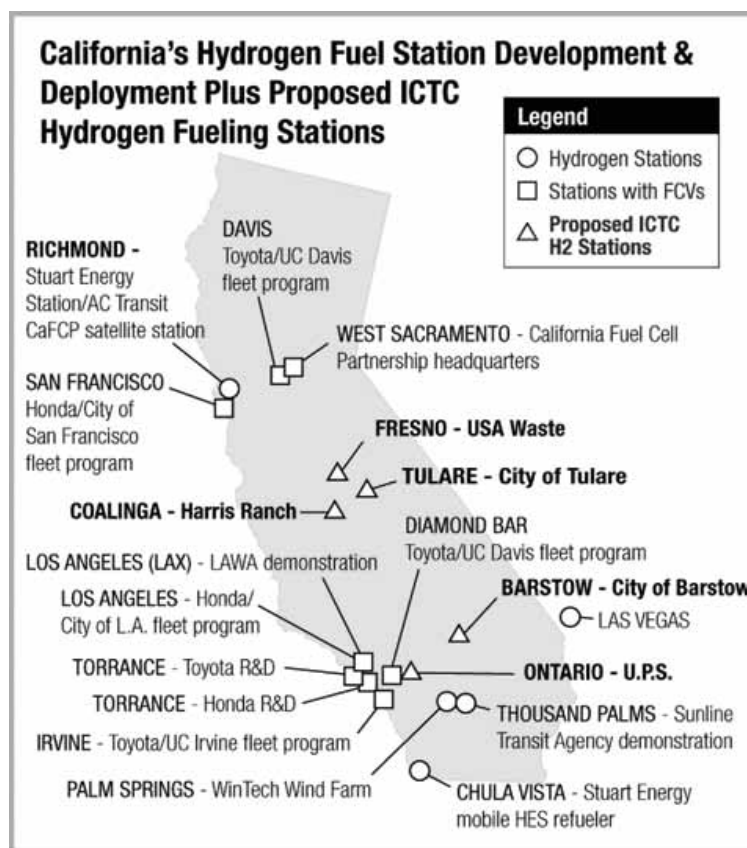 California's Hydrogen Fuel Station Development &
Deployment Plus Proposed ICTC
Hydrogen Fueling Stations
Legend
Hydrogen Stations
Stations with FCVs
Proposed ICTC
H2 Stations
DAVIS
Toyota/UC Davis
fleet program
RICHMOND -
Stuart Energy
Station/AC Transit
CaFCP satellite station
WEST SACRAMENTO - California Fuel Cell
Partnership headquarters
SAN FRANCISCO
Honda/City of
San Francisco
fleet program
FRESNO - USA Waste
TULARE - City of Tulare
COALINGA - Harris Ranch
DIAMOND BAR
Toyota/UC Davis fleet program
LOS ANGELES (LAX) - LAWA demonstration
LOS ANGELES - Honda/
City of L.A. fleet program
BARSTOW - City of Barstow
LAS VEGAS
TORRANCE - Toyota R&D
ONTARIO - U.P.S.
TORRANCE - Honda R&D
THOUSAND PALMS - Sunline
Transit Agency demonstration
IRVINE - Toyota/UC Irvine fleet program
PALM SPRINGS - WinTech Wind Farm
CHULA VISTA - Stuart Energy
mobile HES refueler